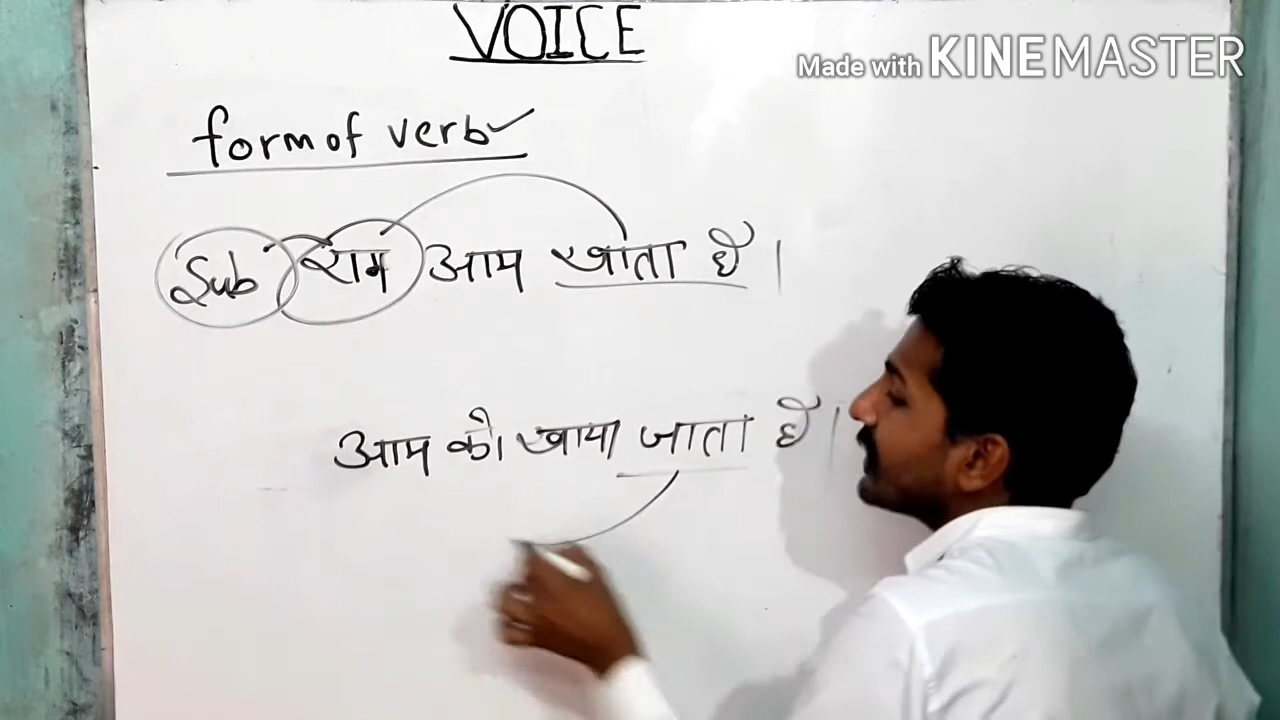 VOICE
Made with KINEMASTER
form of verb
Sub राम आम खाता है।
आम को खाया जाता है।